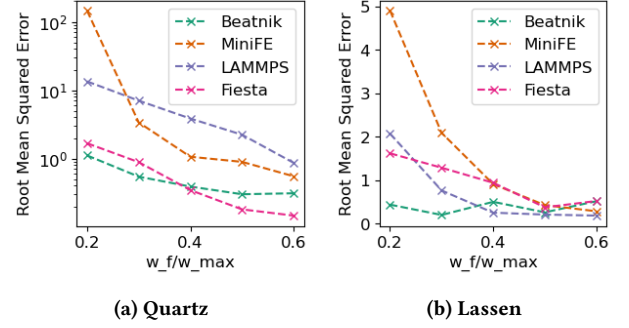 Root Mean Squared Error
10²
10¹
10⁰
Beatnik
MiniFE
LAMMPS
Fiesta
0.2 0.4 0.6
w_f/w_max
(a) Quartz
Root Mean Squared Error
5
4
3
2
1
0
Beatnik
MiniFE
LAMMPS
Fiesta
0.2 0.4 0.6
w_f/w_max
(b) Lassen